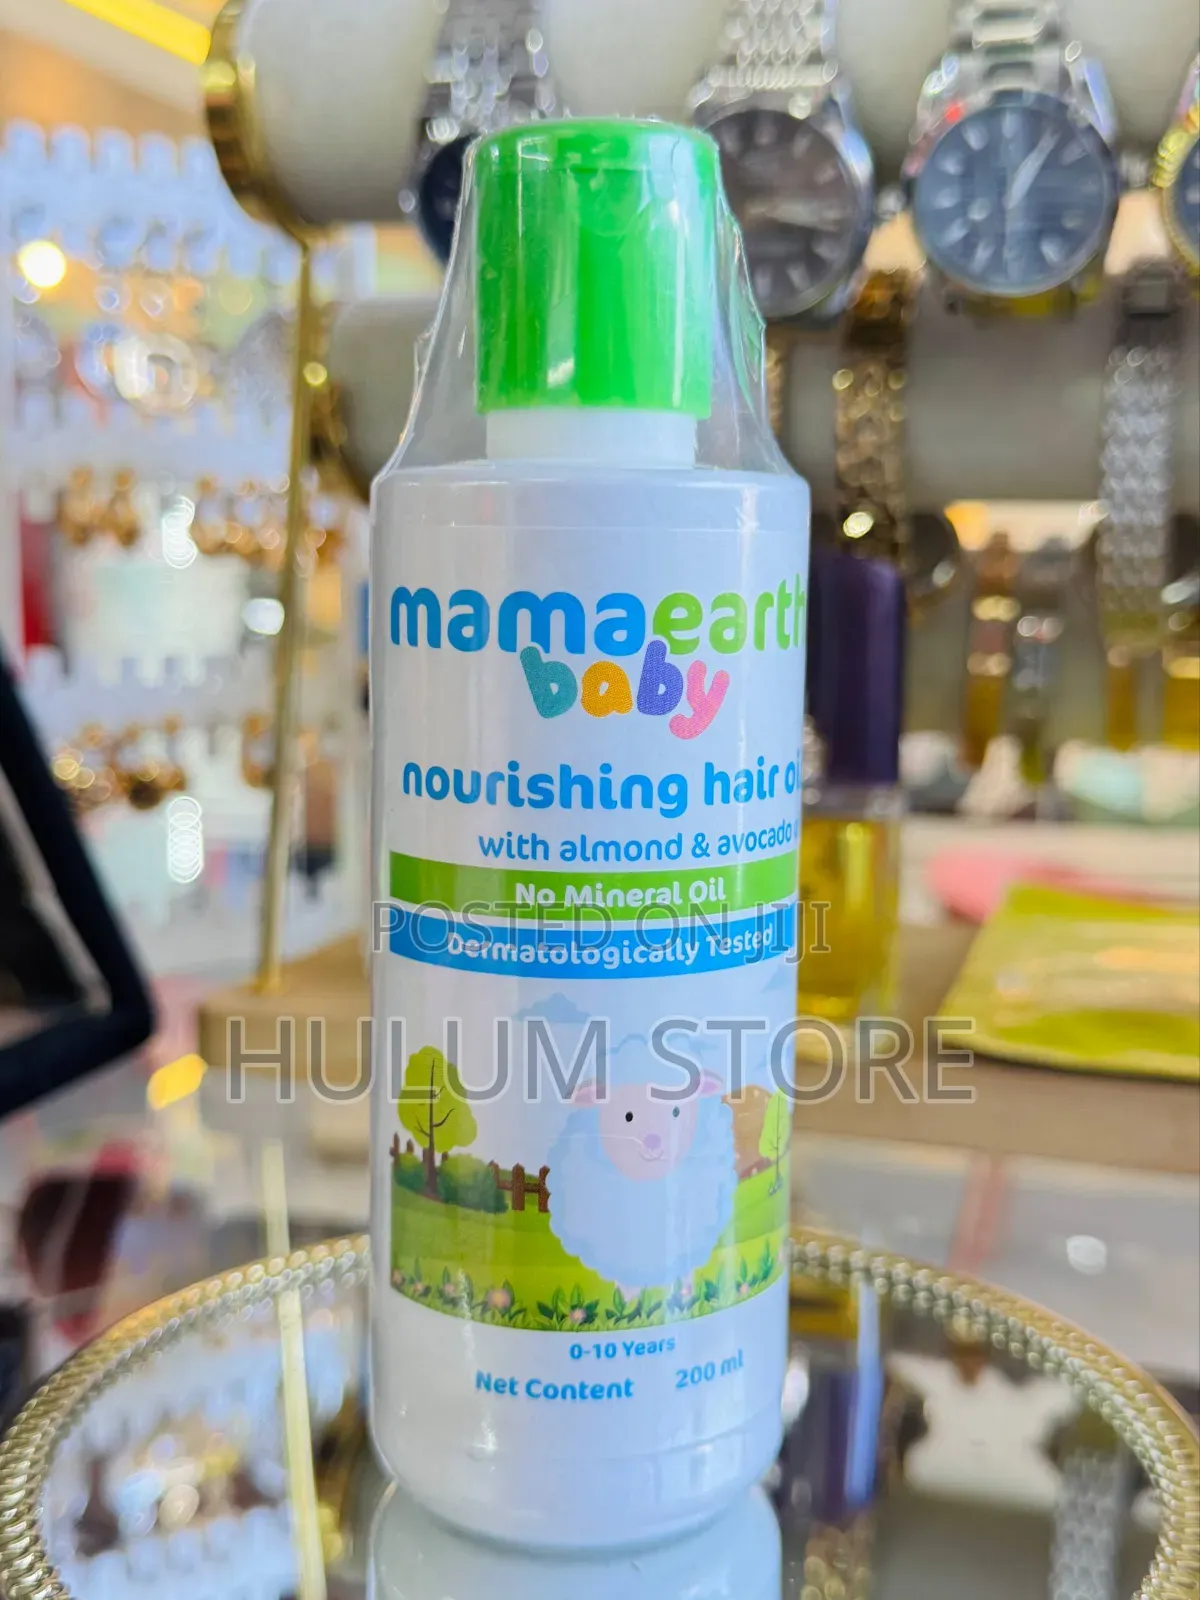 mamaearth
baby
nourishing hair oil
with almond & avocado
No Mineral Oil
POSTED ON JIJI
Dermatologically Tested
HULUM STORE
0-10 Years
Net Content 200 ml